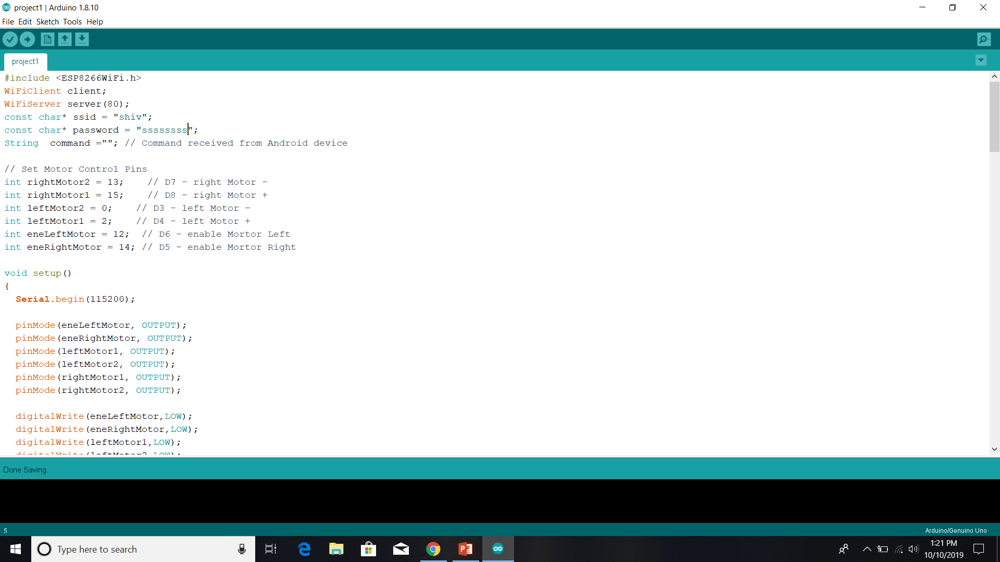 project1 | Arduino 1.8.10
File Edit Sketch Tools Help
project1
#include <ESP8266WiFi.h>
WiFiClient client;
WiFiServer server(80);
const char* ssid = "shiv";
const char* password = "ssssssss";
String  command =""; // Command received from Android device
// Set Motor Control Pins
int rightMotor2 = 13;    // D7 - right Motor -
int rightMotor1 = 15;    // D8 - right Motor +
int leftMotor2 = 0;    // D3 - left Motor -
int leftMotor1 = 2;    // D4 - left Motor +
int eneLeftMotor = 12;  // D6 - enable Mortor Left
int eneRightMotor = 14; // D5 - enable Mortor Right
void setup()
{
  Serial.begin(115200);
  pinMode(eneLeftMotor, OUTPUT);
  pinMode(eneRightMotor, OUTPUT);
  pinMode(leftMotor1, OUTPUT);
  pinMode(leftMotor2, OUTPUT);
  pinMode(rightMotor1, OUTPUT);
  pinMode(rightMotor2, OUTPUT);
  digitalWrite(eneLeftMotor,LOW);
  digitalWrite(eneRightMotor,LOW);
  digitalWrite(leftMotor1,LOW);
  digitalWrite(leftMotor2,LOW);
Done Saving.
5
Arduino/Genuino Uno
Type here to search
1:21 PM
10/10/2019